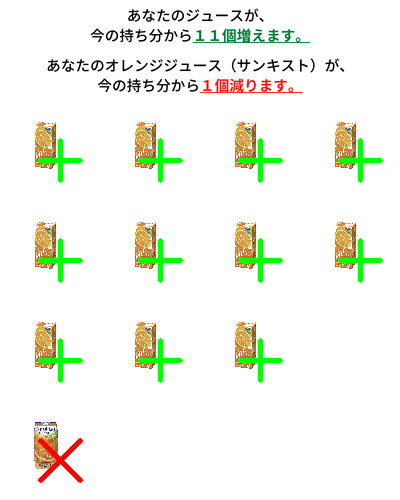 あなたのジュースが、
今の持ち分から１１個増えます。
あなたのオレンジジュース（サンキスト）が、
今の持ち分から１個減ります。